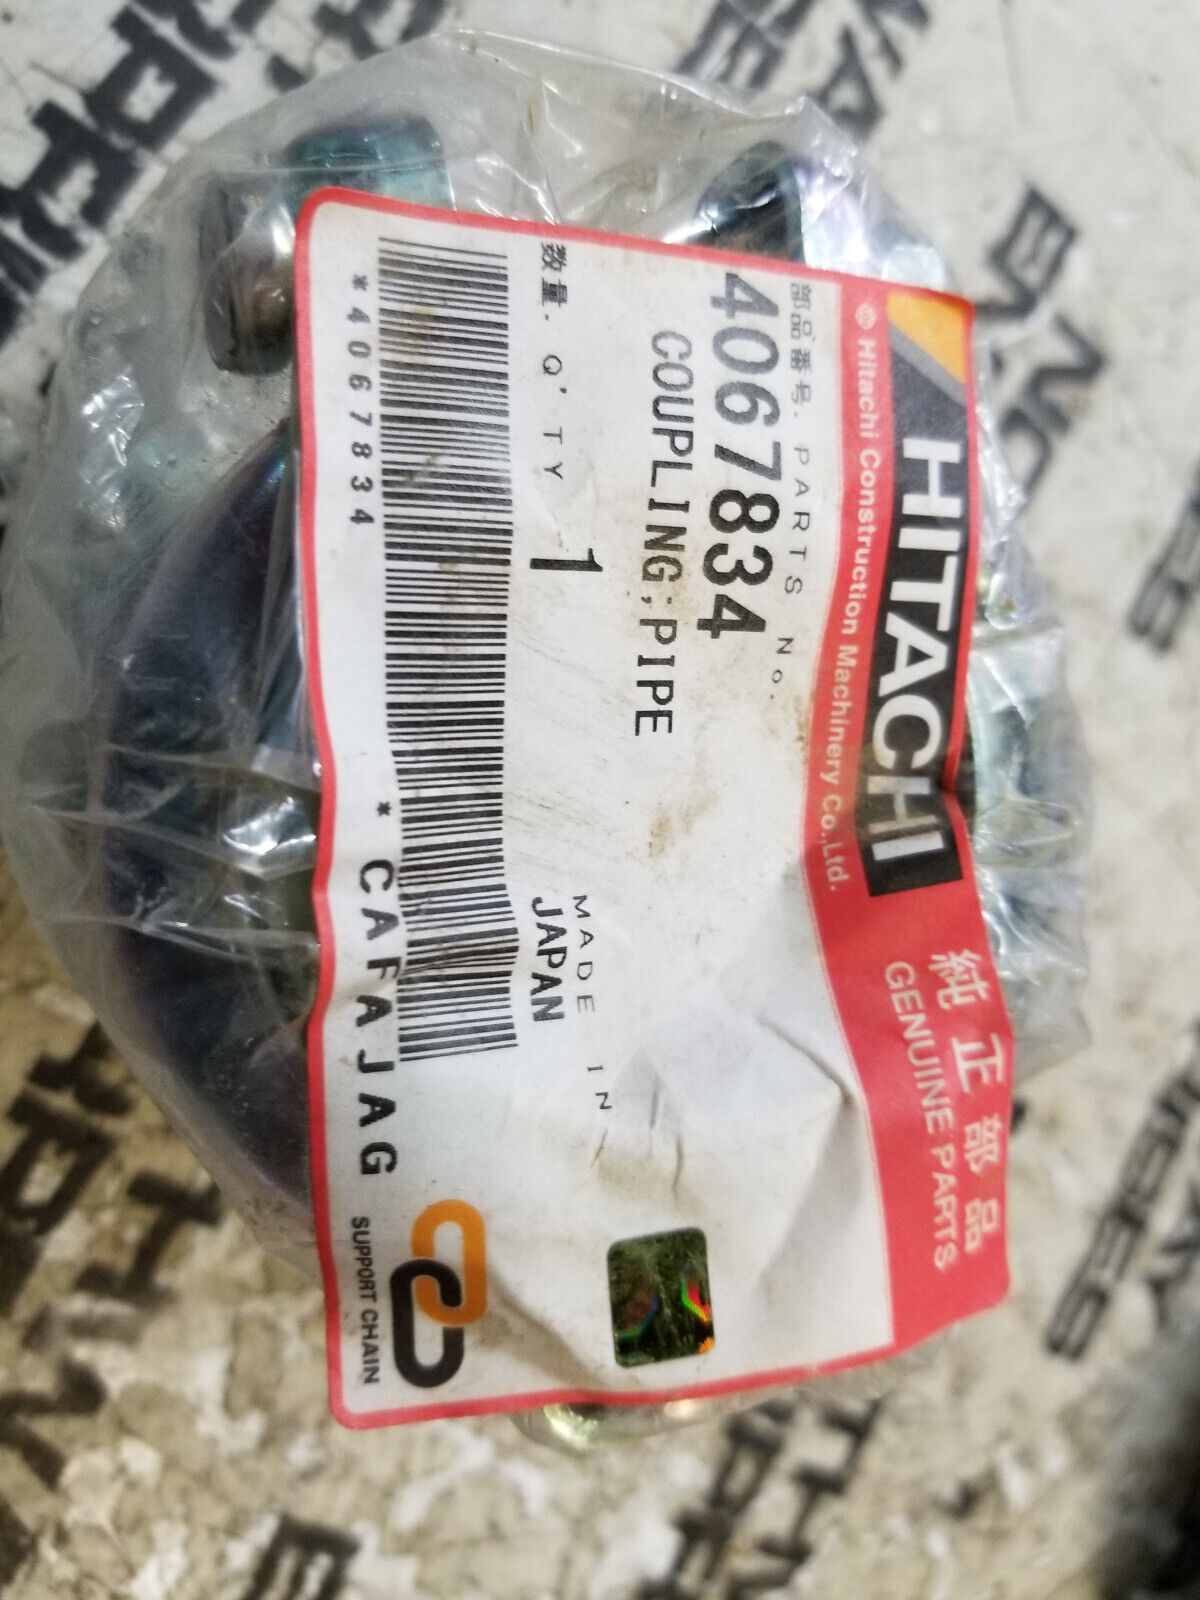 HITACHI
純正部品
GENUINE PARTS
Hitachi Construction Machinery Co.,Ltd.
部品番号. PARTS No.
4067834
COUPLING;PIPE
数量. Q'TY
1
MADE IN
JAPAN
*4067834 * CAFAJAG
SUPPORT CHAIN